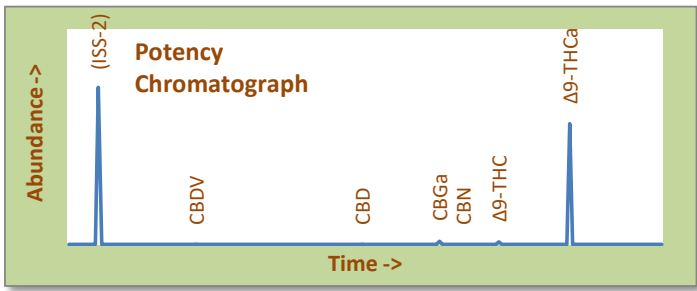 (ISS-2)
Potency
Chromatograph
Abundance ->
CBDV
CBD
CBGa
CBN
Δ9-THC
Δ9-THCa
Time ->